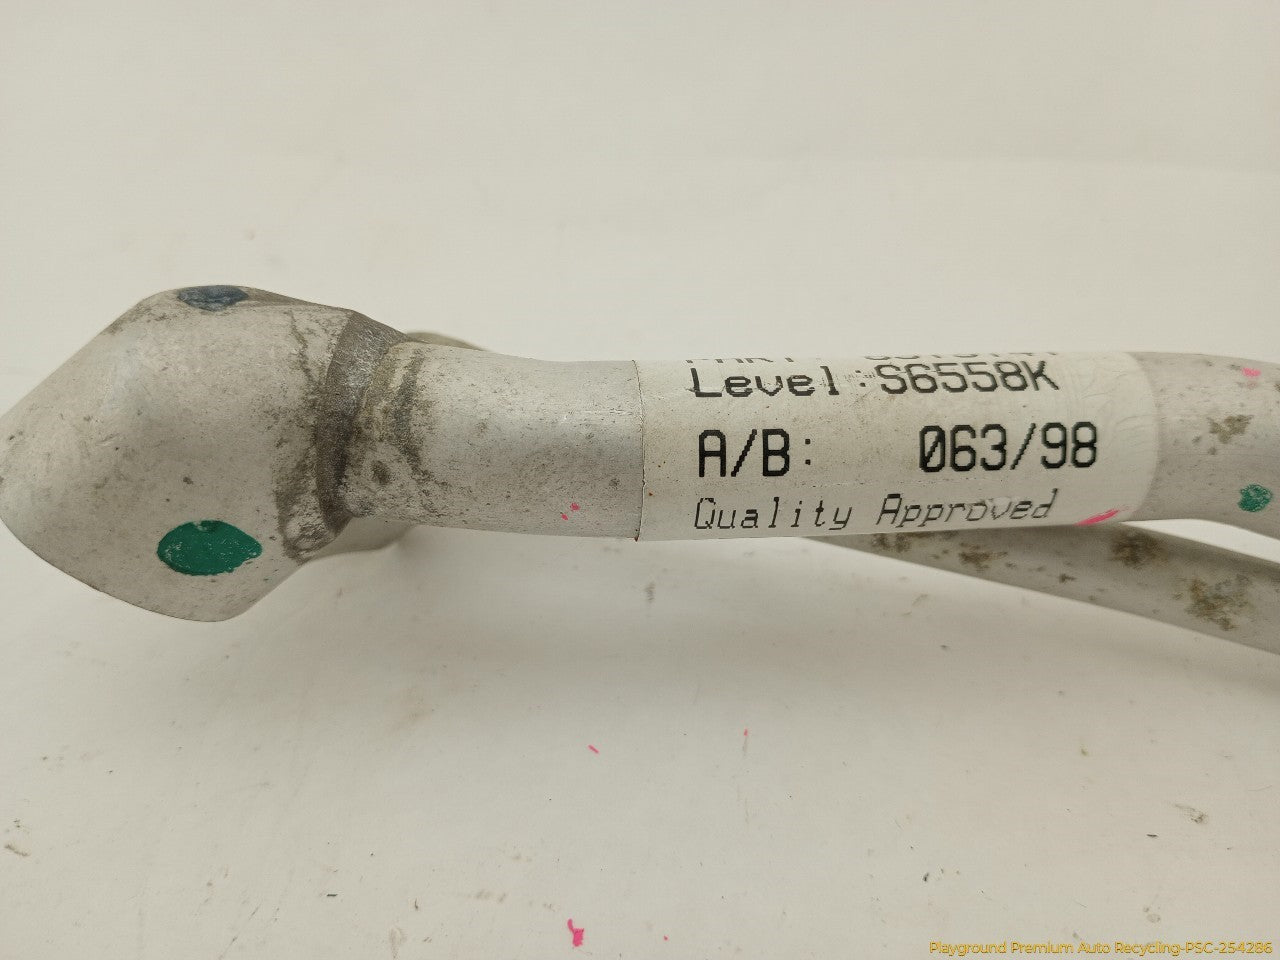 Level:S6558K
A/B: 063/98
Quality Approved
Playground Premium Auto Recycling-PSC-254286